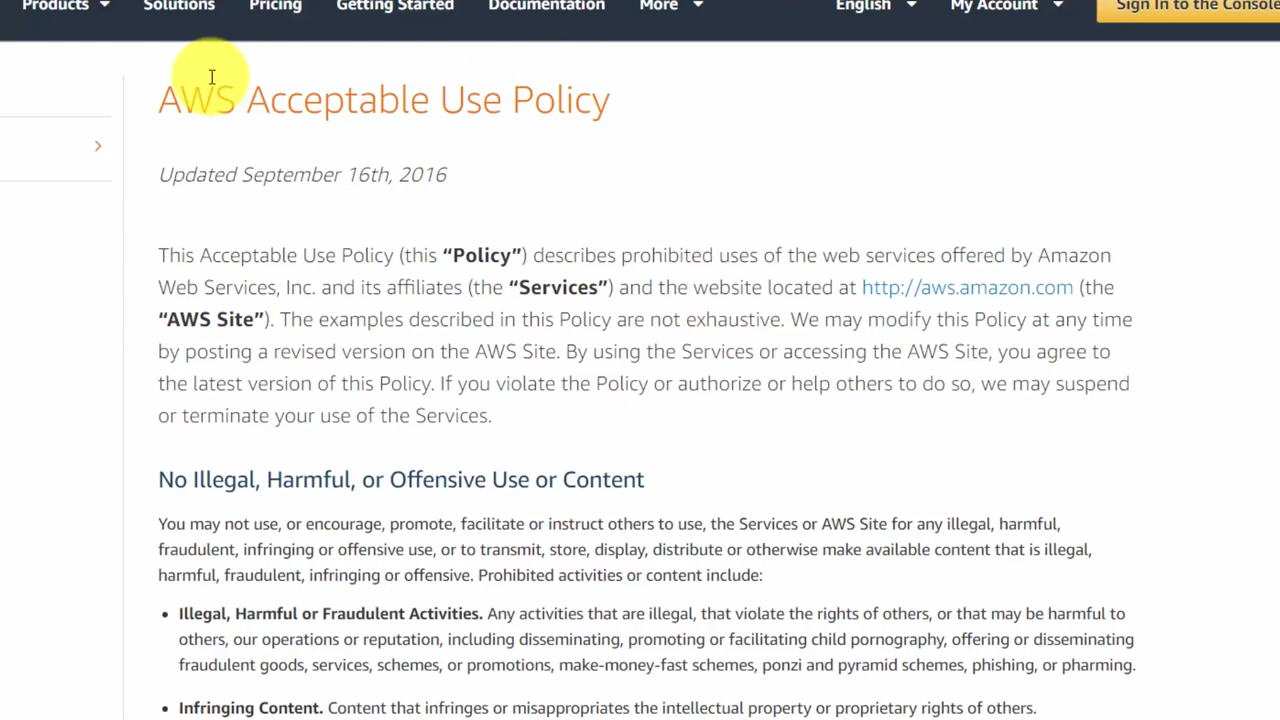 Products Solutions Pricing Getting Started Documentation More English My Account Sign In to the Console
AWS Acceptable Use Policy
Updated September 16th, 2016
This Acceptable Use Policy (this “Policy”) describes prohibited uses of the web services offered by Amazon
Web Services, Inc. and its affiliates (the “Services”) and the website located at http://aws.amazon.com (the
“AWS Site”). The examples described in this Policy are not exhaustive. We may modify this Policy at any time
by posting a revised version on the AWS Site. By using the Services or accessing the AWS Site, you agree to
the latest version of this Policy. If you violate the Policy or authorize or help others to do so, we may suspend
or terminate your use of the Services.
No Illegal, Harmful, or Offensive Use or Content
You may not use, or encourage, promote, facilitate or instruct others to use, the Services or AWS Site for any illegal, harmful,
fraudulent, infringing or offensive use, or to transmit, store, display, distribute or otherwise make available content that is illegal,
harmful, fraudulent, infringing or offensive. Prohibited activities or content include:
• Illegal, Harmful or Fraudulent Activities. Any activities that are illegal, that violate the rights of others, or that may be harmful to
others, our operations or reputation, including disseminating, promoting or facilitating child pornography, offering or disseminating
fraudulent goods, services, schemes, or promotions, make-money-fast schemes, ponzi and pyramid schemes, phishing, or pharming.
• Infringing Content. Content that infringes or misappropriates the intellectual property or proprietary rights of others.